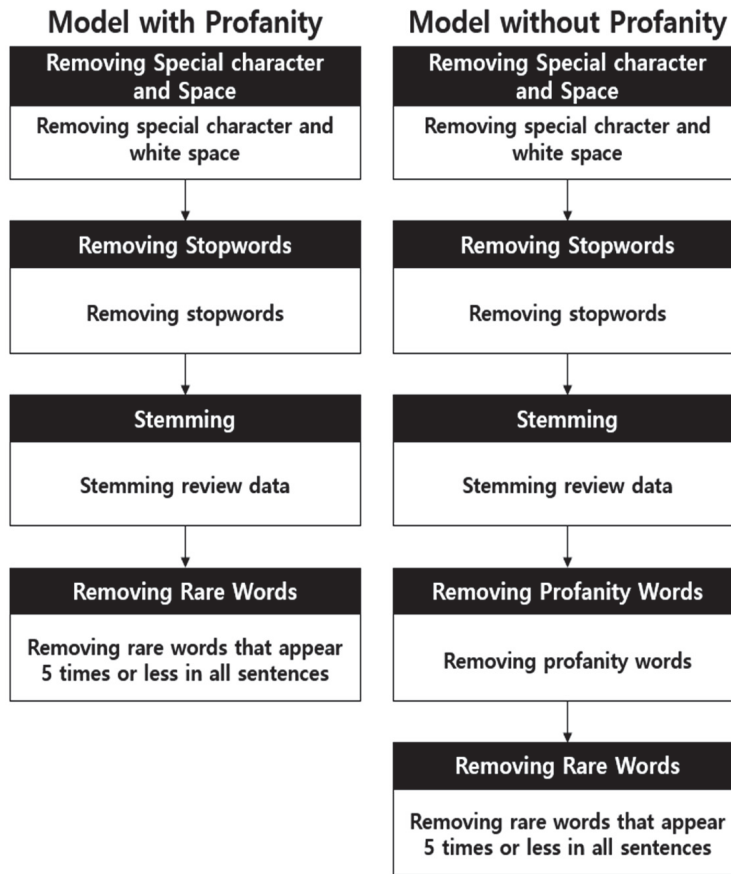 Model with Profanity
Removing Special character
and Space
Removing special character and
white space
Removing Stopwords
Removing stopwords
Stemming
Stemming review data
Removing Rare Words
Removing rare words that appear
5 times or less in all sentences
Model without Profanity
Removing Special character
and Space
Removing special chracter and
white space
Removing Stopwords
Removing stopwords
Stemming
Stemming review data
Removing Profanity Words
Removing profanity words
Removing Rare Words
Removing rare words that appear
5 times or less in all sentences